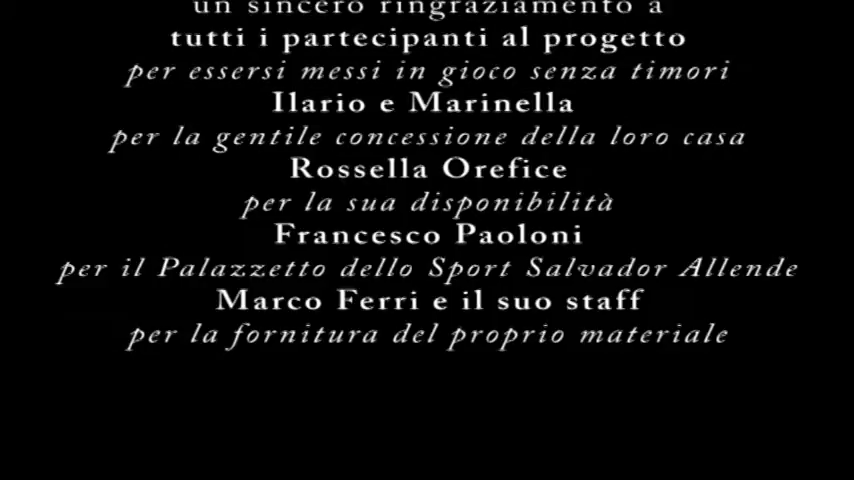 un sincero ringraziamento a
tutti i partecipanti al progetto
per essersi messi in gioco senza timori
Ilario e Marinella
per la gentile concessione della loro casa
Rossella Orefice
per la sua disponibilità
Francesco Paoloni
per il Palazzetto dello Sport Salvador Allende
Marco Ferri e il suo staff
per la fornitura del proprio materiale